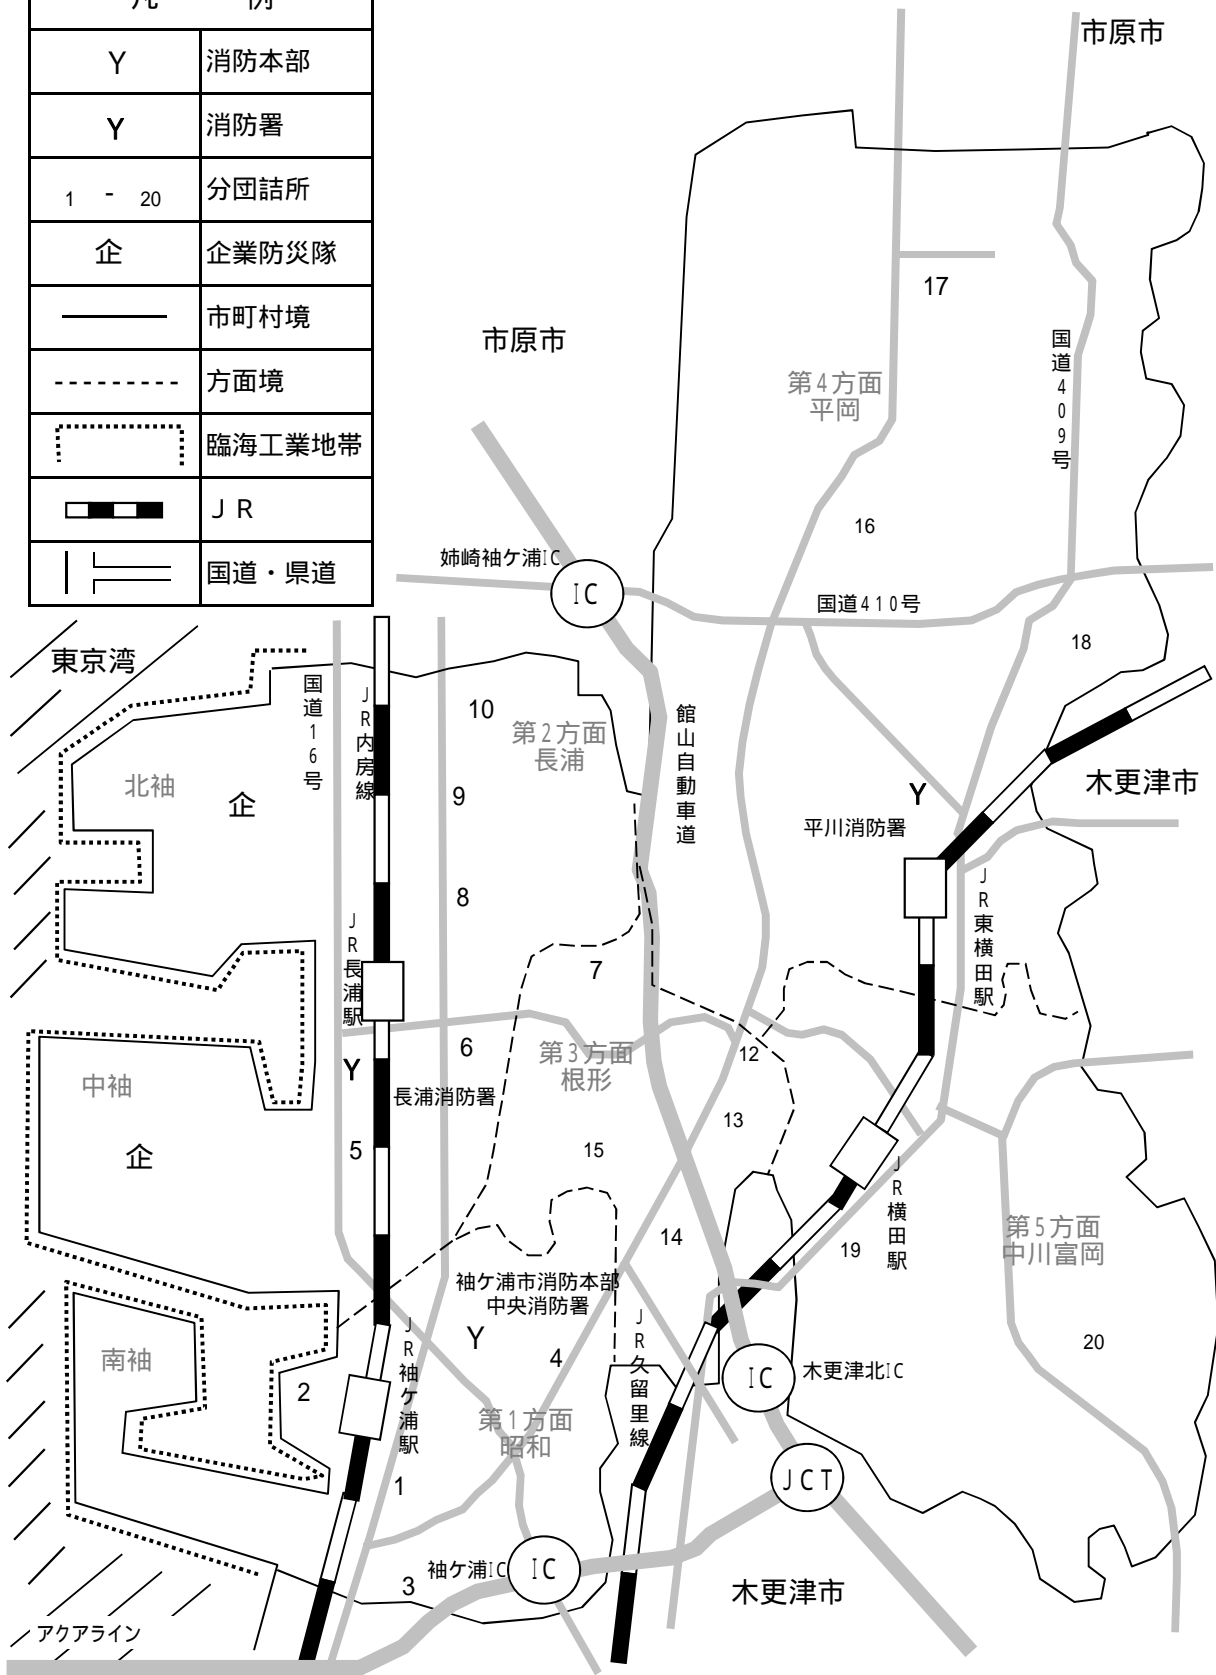 凡 例
Y 消防本部
Y 消防署
1 - 20 分団詰所
企 企業防災隊
市町村境
方面境
臨海工業地帯
ＪＲ
国道・県道
市原市
市原市
17
国道409号
第4方面
平岡
16
姉崎袖ケ浦IC
IC
国道410号
18
東京湾
国道16号
JR内房線
10
第2方面
長浦
館山自動車道
北袖
企
9
Y
平川消防署
木更津市
8
JR長浦駅
JR東横田駅
7
6
第3方面
根形
12
中袖
Y
長浦消防署
13
企
5
15
JR横田駅
14
19
第5方面
中川富岡
袖ケ浦市消防本部
中央消防署
Y
4
JR久留里線
20
南袖
2
JR袖ケ浦駅
IC
木更津北IC
第1方面
昭和
1
JCT
3
袖ケ浦IC
IC
木更津市
アクアライン